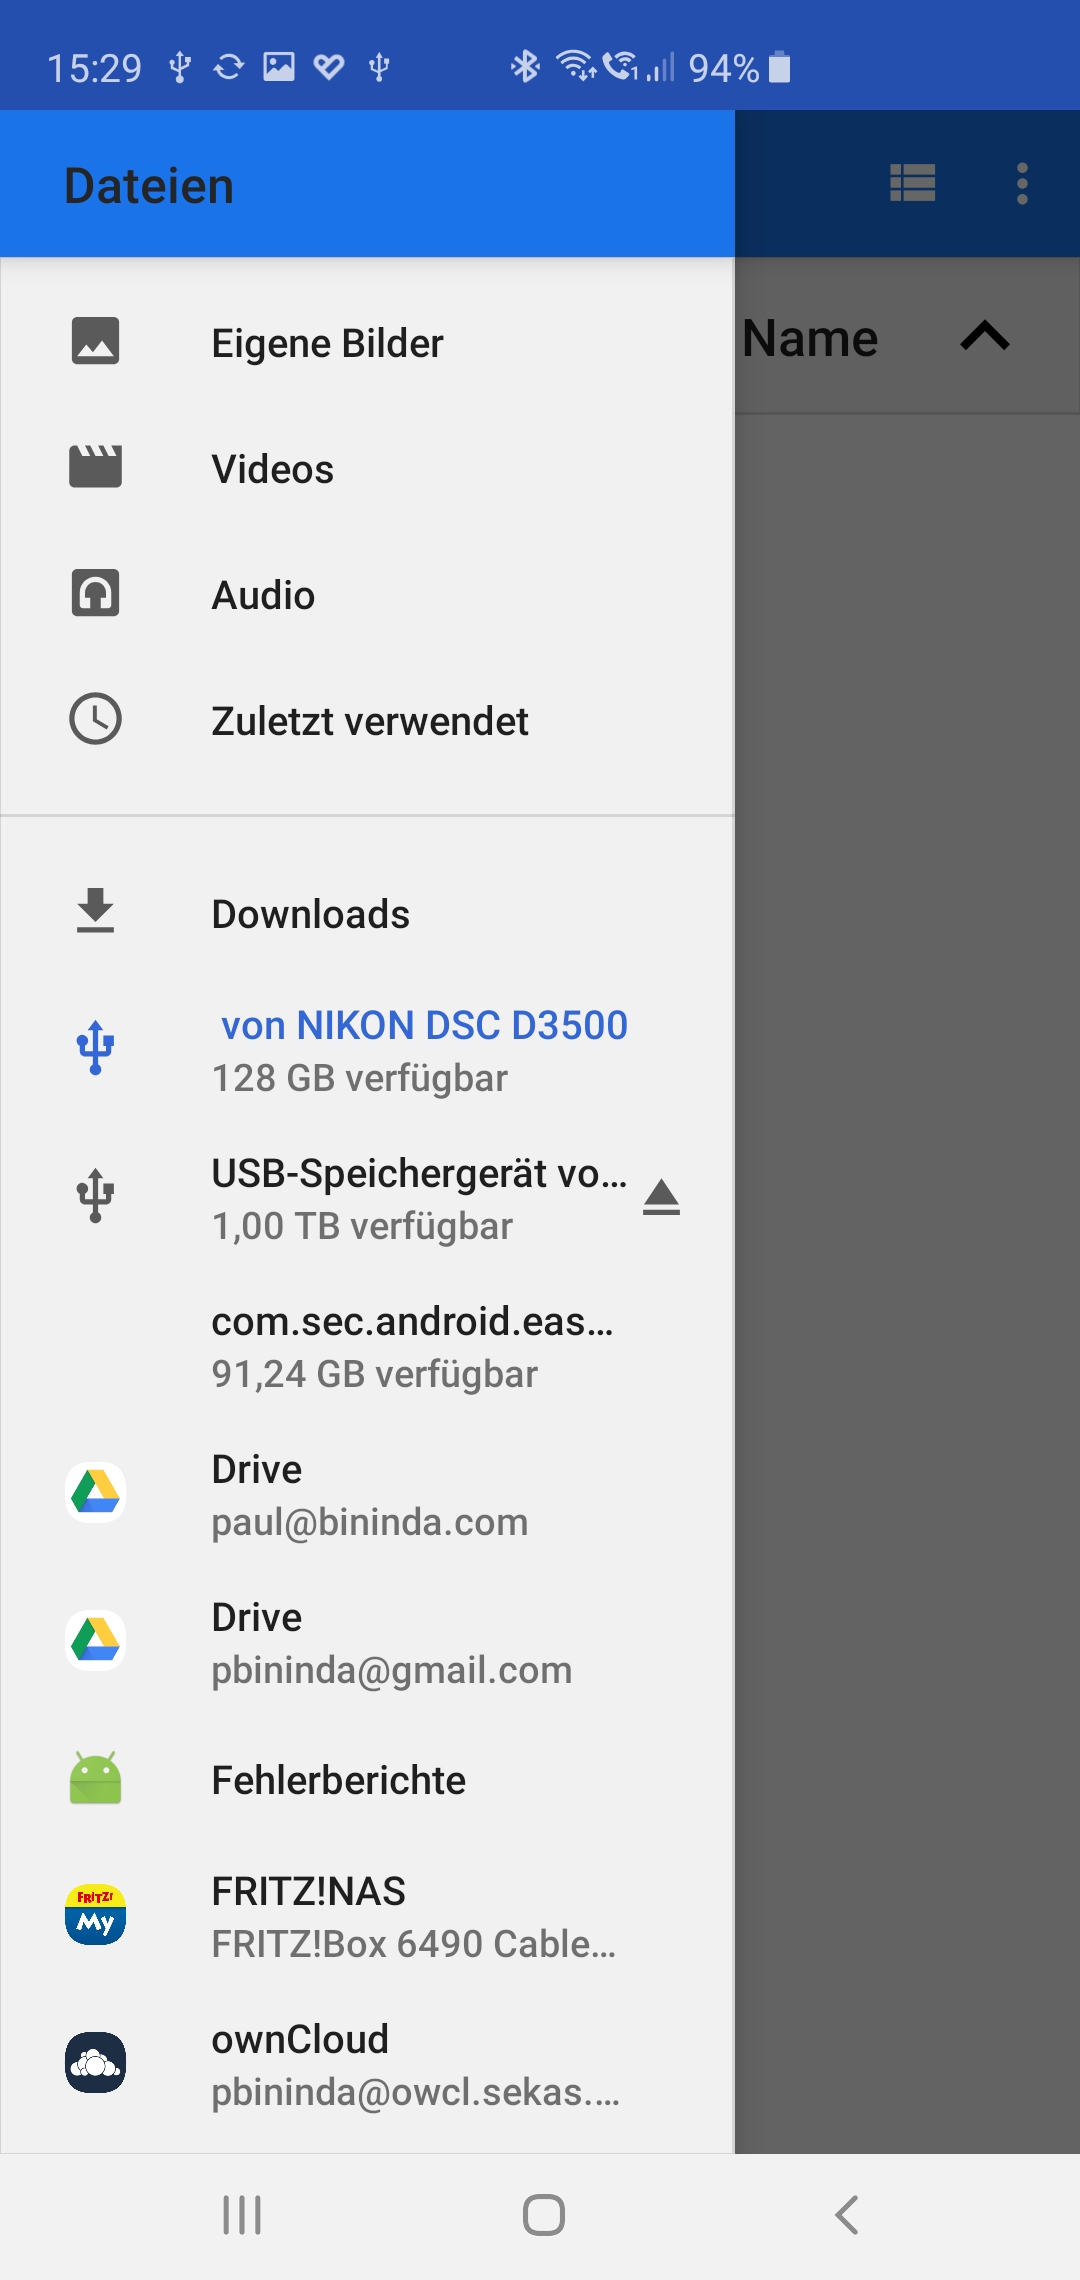 15:29 94%
Dateien
Name
Eigene Bilder
Videos
Audio
Zuletzt verwendet
Downloads
von NIKON DSC D3500
128 GB verfügbar
USB-Speichergerät vo...
1,00 TB verfügbar
com.sec.android.eas...
91,24 GB verfügbar
Drive
paul@bininda.com
Drive
pbininda@gmail.com
Fehlerberichte
FRITZ!
My
FRITZ!NAS
FRITZ!Box 6490 Cable...
ownCloud
pbininda@owcl.sekas....